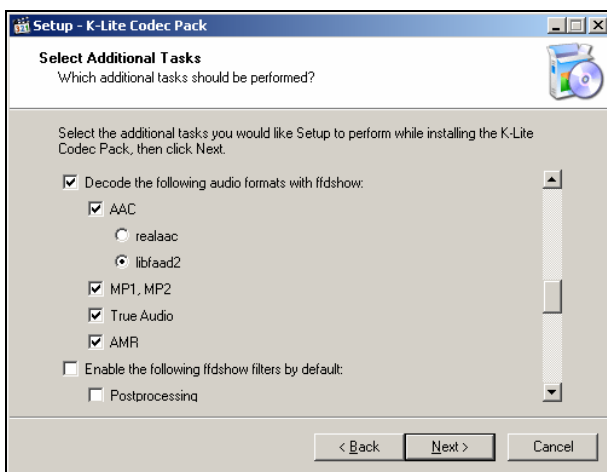 Setup - K-Lite Codec Pack
Select Additional Tasks
Which additional tasks should be performed?
Select the additional tasks you would like Setup to perform while installing the K-Lite
Codec Pack, then click Next.
Decode the following audio formats with ffdshow:
AAC
realaac
libfaad2
MP1, MP2
True Audio
AMR
Enable the following ffdshow filters by default:
Postprocessing
< Back
Next >
Cancel